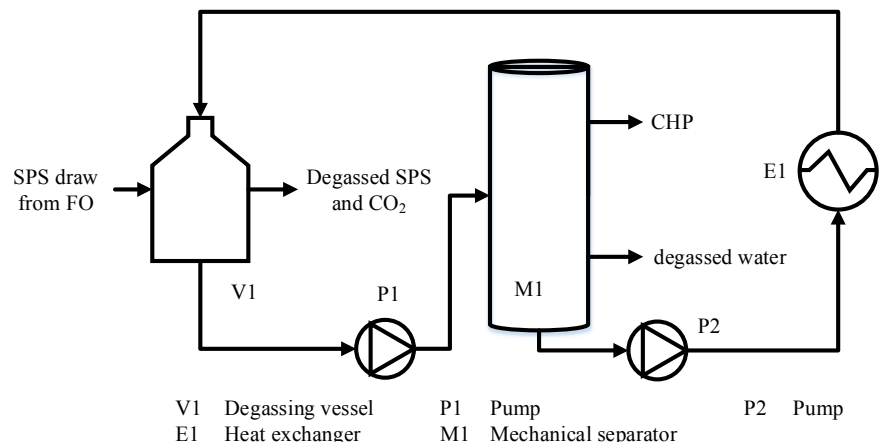 SPS draw
from FO
Degassed SPS
and CO₂
V1
P1
CHP
degassed water
M1
P2
E1
V1 Degassing vessel P1 Pump P2 Pump
E1 Heat exchanger M1 Mechanical separator